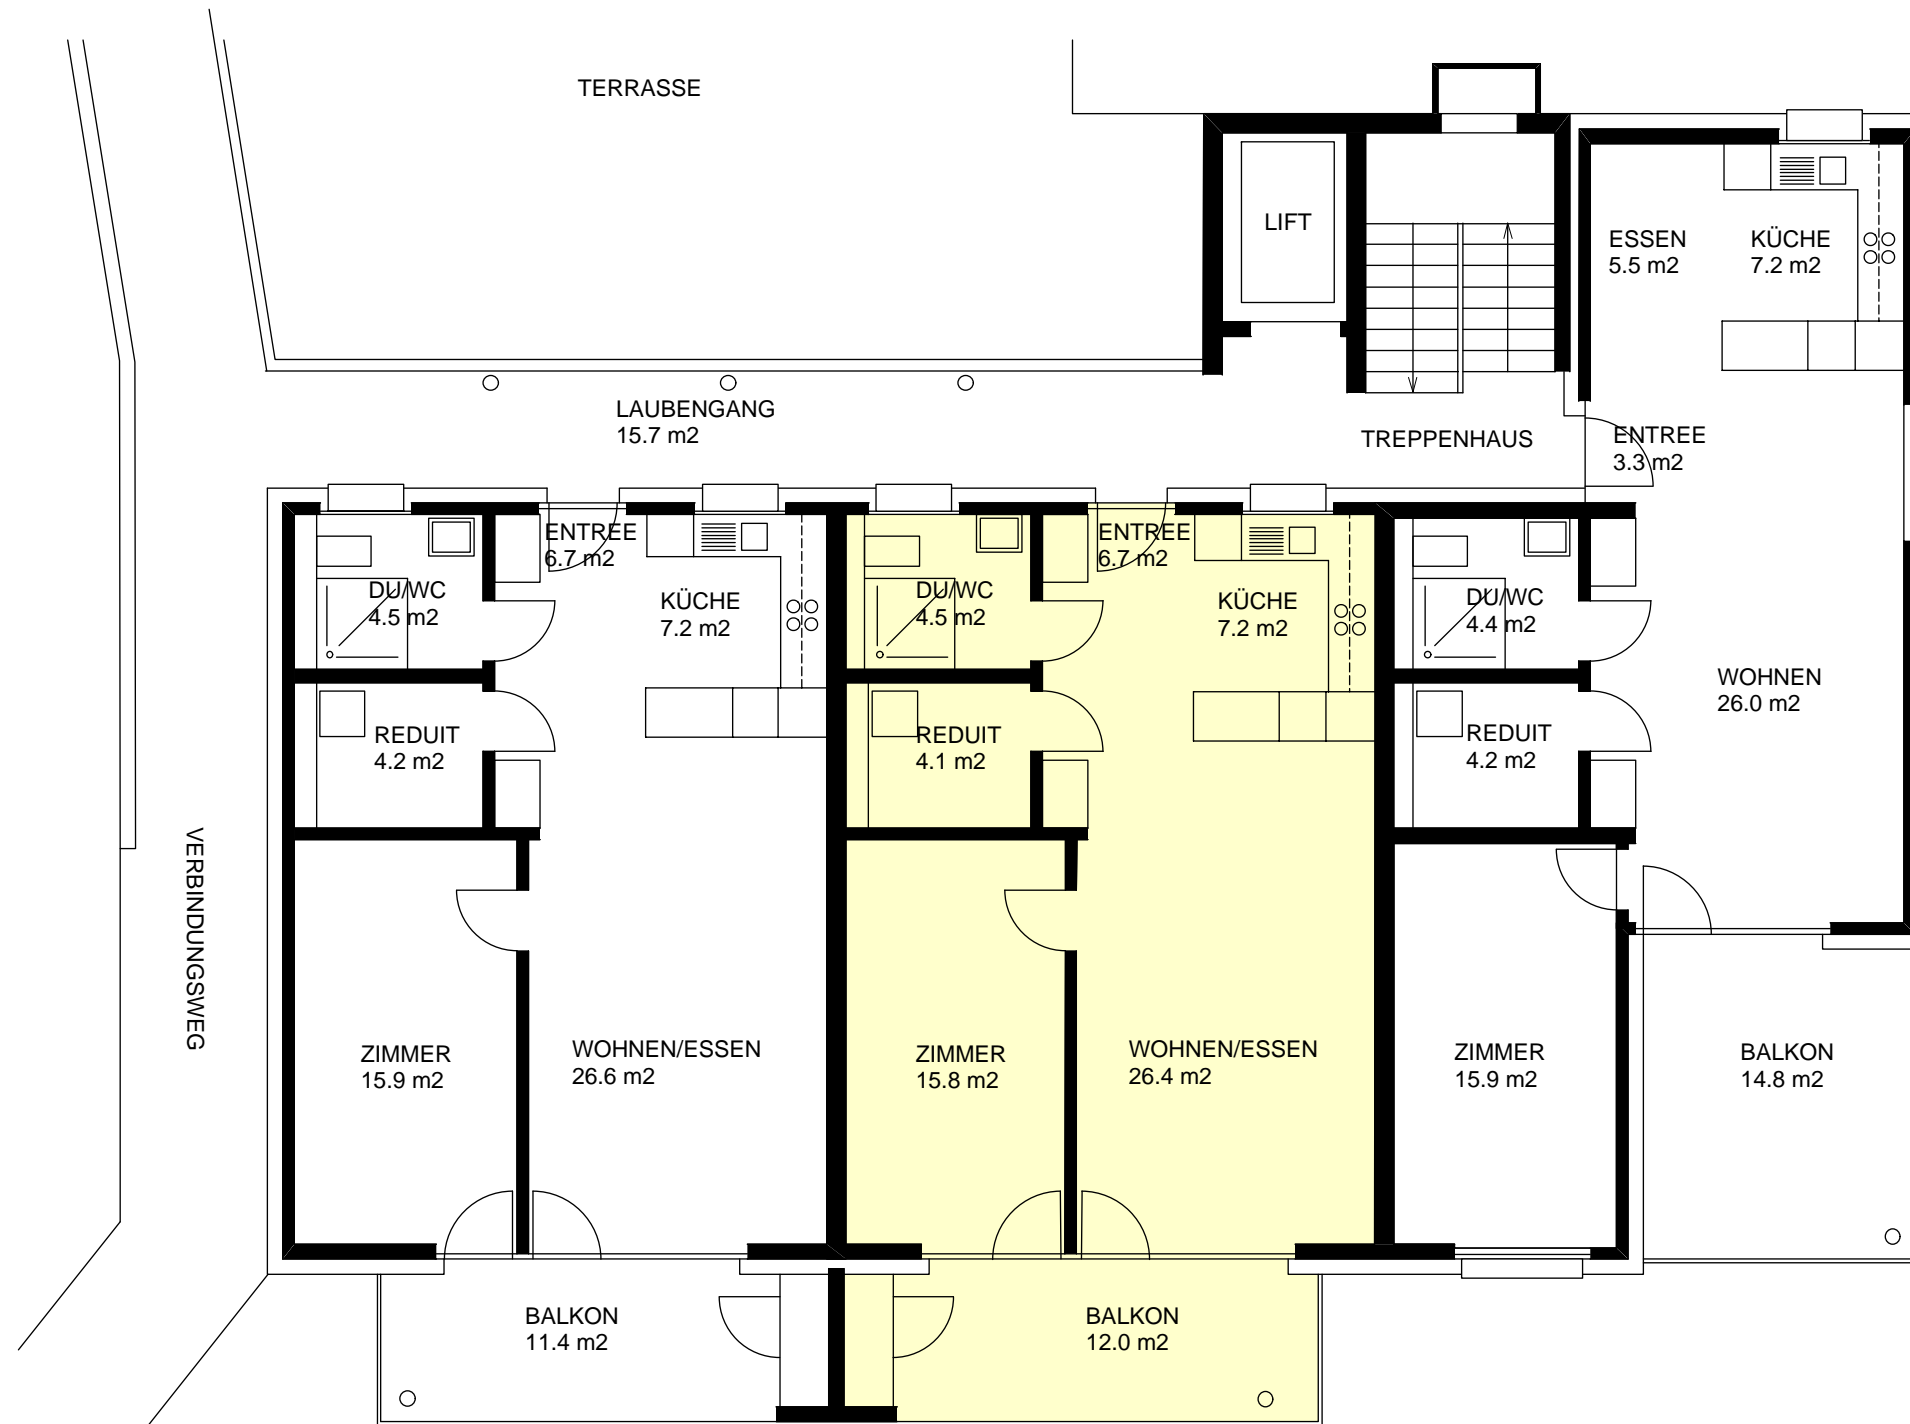 TERRASSE
LIFT
ESSEN
5.5 m2
KÜCHE
7.2 m2
LAUBENGANG
15.7 m2
TREPPENHAUS
ENTREE
3.3 m2
ENTREE
6.7 m2
DU/WC
4.5 m2
KÜCHE
7.2 m2
ENTREE
6.7 m2
DU/WC
4.5 m2
KÜCHE
7.2 m2
DU/WC
4.4 m2
WOHNEN
26.0 m2
REDUIT
4.2 m2
REDUIT
4.1 m2
REDUIT
4.2 m2
VERBINDUNGSWEG
ZIMMER
15.9 m2
WOHNEN/ESSEN
26.6 m2
ZIMMER
15.8 m2
WOHNEN/ESSEN
26.4 m2
ZIMMER
15.9 m2
BALKON
14.8 m2
BALKON
11.4 m2
BALKON
12.0 m2